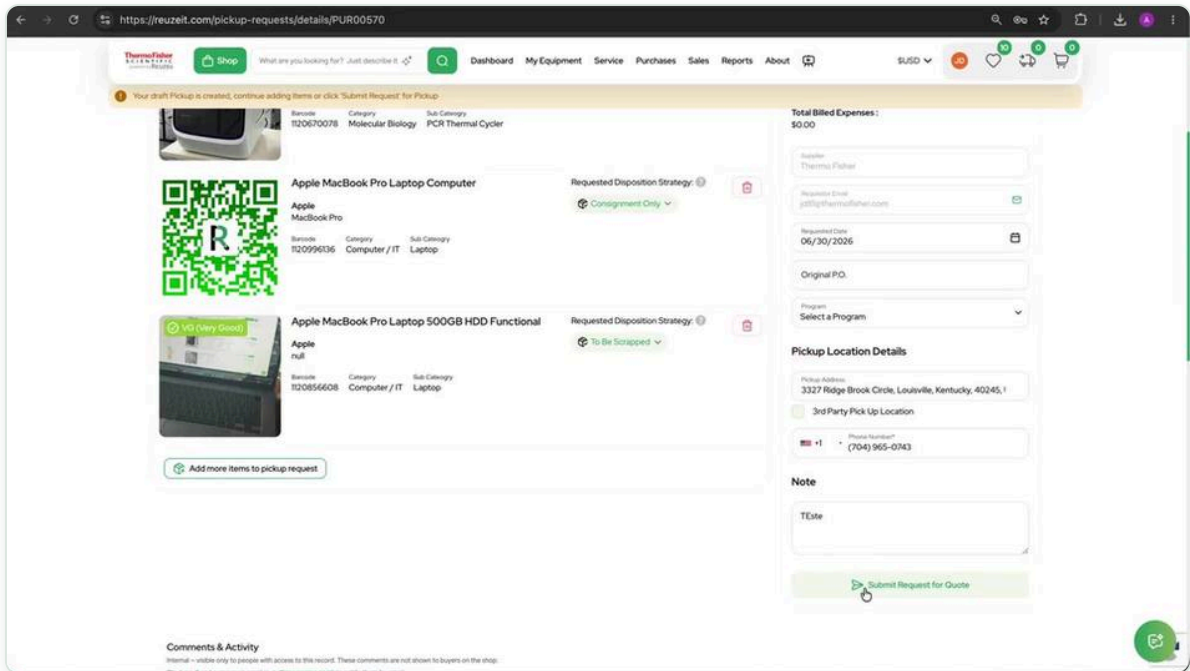 https://reuzeit.com/pickup-requests/details/PUR00570
ThermoFisher
SCIENTIFIC
Shop
What are you looking for? Just describe it
Dashboard My Equipment Service Purchases Sales Reports About
$USD
JD
10
0
0
Your draft Pickup is created, continue adding items or click 'Submit Request' for Pickup
Barcode Category Sub Category
1120670078 Molecular Biology PCR Thermal Cycler
Apple MacBook Pro Laptop Computer
Apple
MacBook Pro
Barcode Category Sub Category
1120996136 Computer / IT Laptop
Requested Disposition Strategy:
Consignment Only
R
VG (Very Good)
Apple MacBook Pro Laptop 500GB HDD Functional
Apple
null
Barcode Category Sub Category
1120856608 Computer / IT Laptop
Requested Disposition Strategy:
To Be Scrapped
Add more items to pickup request
Total Billed Expenses :
$0.00
Supplier
Thermo Fisher
Requestor Email
Requested Date
06/30/2026
Original P.O.
Program
Select a Program
Pickup Location Details
Pickup Address
3327 Ridge Brook Circle, Louisville, Kentucky, 40245,
3rd Party Pick Up Location
+1
Phone Number*
(704) 965-0743
Note
TEste
Submit Request for Quote
Comments & Activity
Internal – visible only to people with access to this record. These comments are not shown to buyers on the shop.